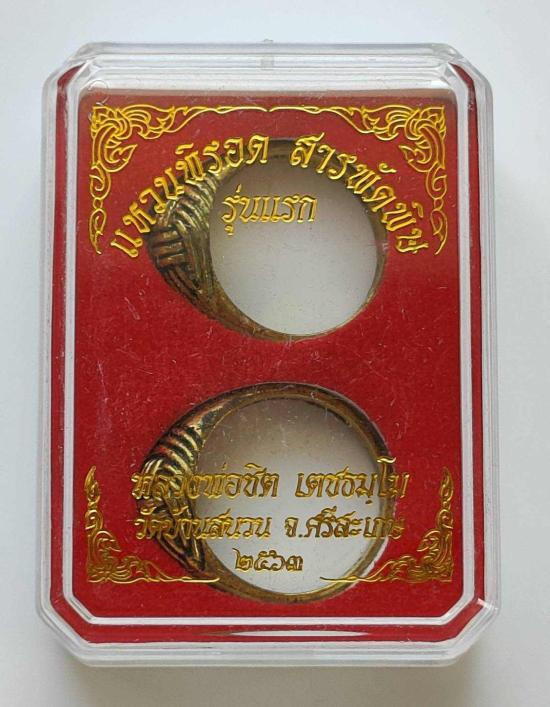 แหวนพิรอด สารพัดพิษ
รุ่นแรก
หลวงพ่อชิต เตชธมฺโม
วัดบ้านสนวน จ.ศรีสะเกษ
๒๕๖๓